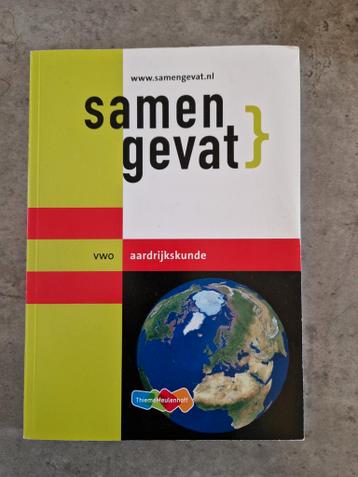 www.samengevat.nl
samen
gevat}
vwo aardrijkskunde
ThiemeMeulenhoff